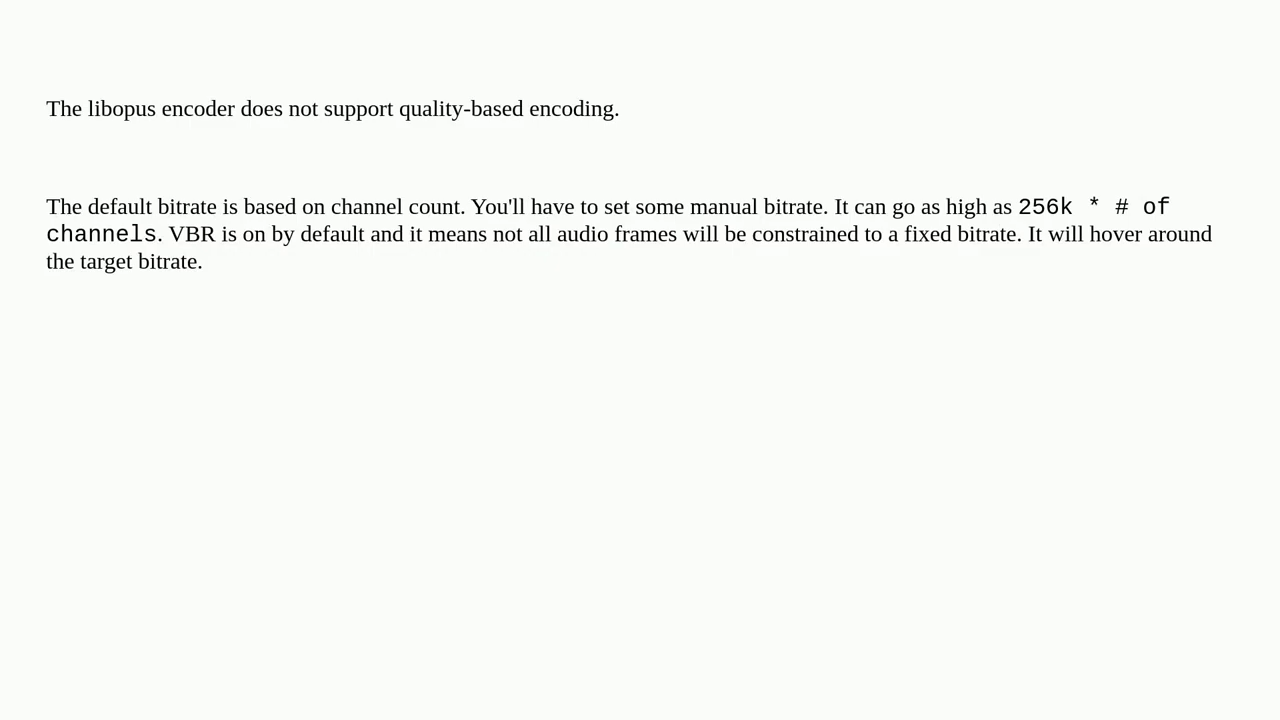 The libopus encoder does not support quality-based encoding.
The default bitrate is based on channel count. You'll have to set some manual bitrate. It can go as high as 256k * # of
channels. VBR is on by default and it means not all audio frames will be constrained to a fixed bitrate. It will hover around
the target bitrate.